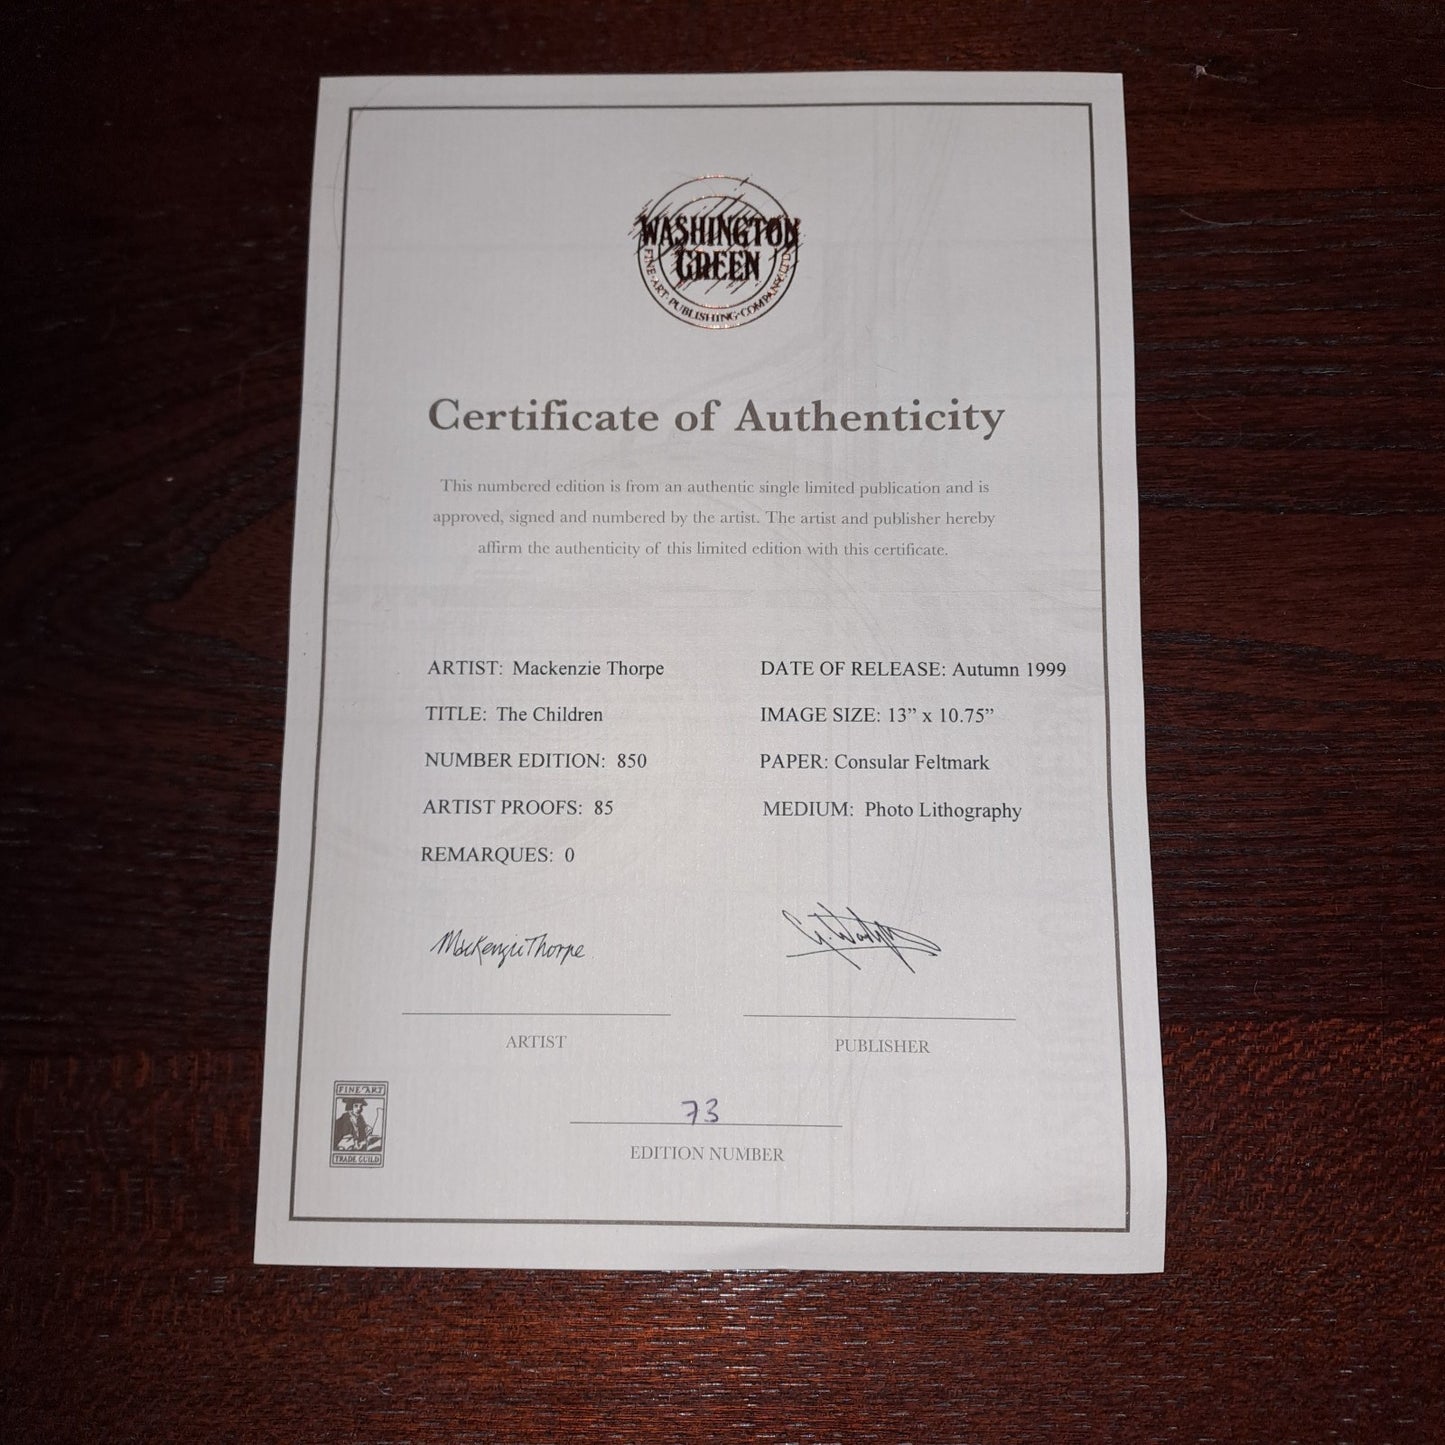 WASHINGTON
GREEN
FINE·ART·PUBLISHING·COMPANY·LTD
Certificate of Authenticity
This numbered edition is from an authentic single limited publication and is
approved, signed and numbered by the artist. The artist and publisher hereby
affirm the authenticity of this limited edition with this certificate.
ARTIST: Mackenzie Thorpe
DATE OF RELEASE: Autumn 1999
TITLE: The Children
IMAGE SIZE: 13” x 10.75”
NUMBER EDITION: 850
PAPER: Consular Feltmark
ARTIST PROOFS: 85
MEDIUM: Photo Lithography
REMARQUES: 0
MacKenzie Thorpe
ARTIST
PUBLISHER
FINE ART
TRADE GUILD
73
EDITION NUMBER